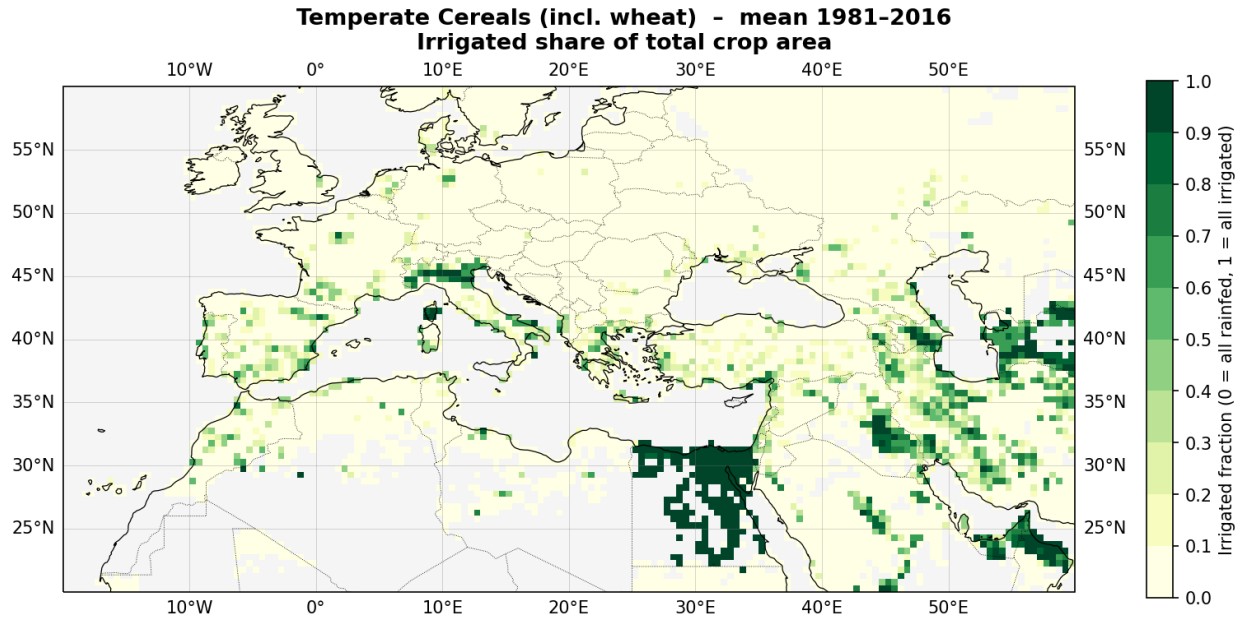 Temperate Cereals (incl. wheat)  –  mean 1981–2016
Irrigated share of total crop area
10°W 0° 10°E 20°E 30°E 40°E 50°E
55°N 55°N
50°N 50°N
45°N 45°N
40°N 40°N
35°N 35°N
30°N 30°N
25°N 25°N
10°W 0° 10°E 20°E 30°E 40°E 50°E
1.0
0.9
0.8
0.7
0.6
0.5
0.4
0.3
0.2
0.1
0.0
Irrigated fraction (0 = all rainfed, 1 = all irrigated)